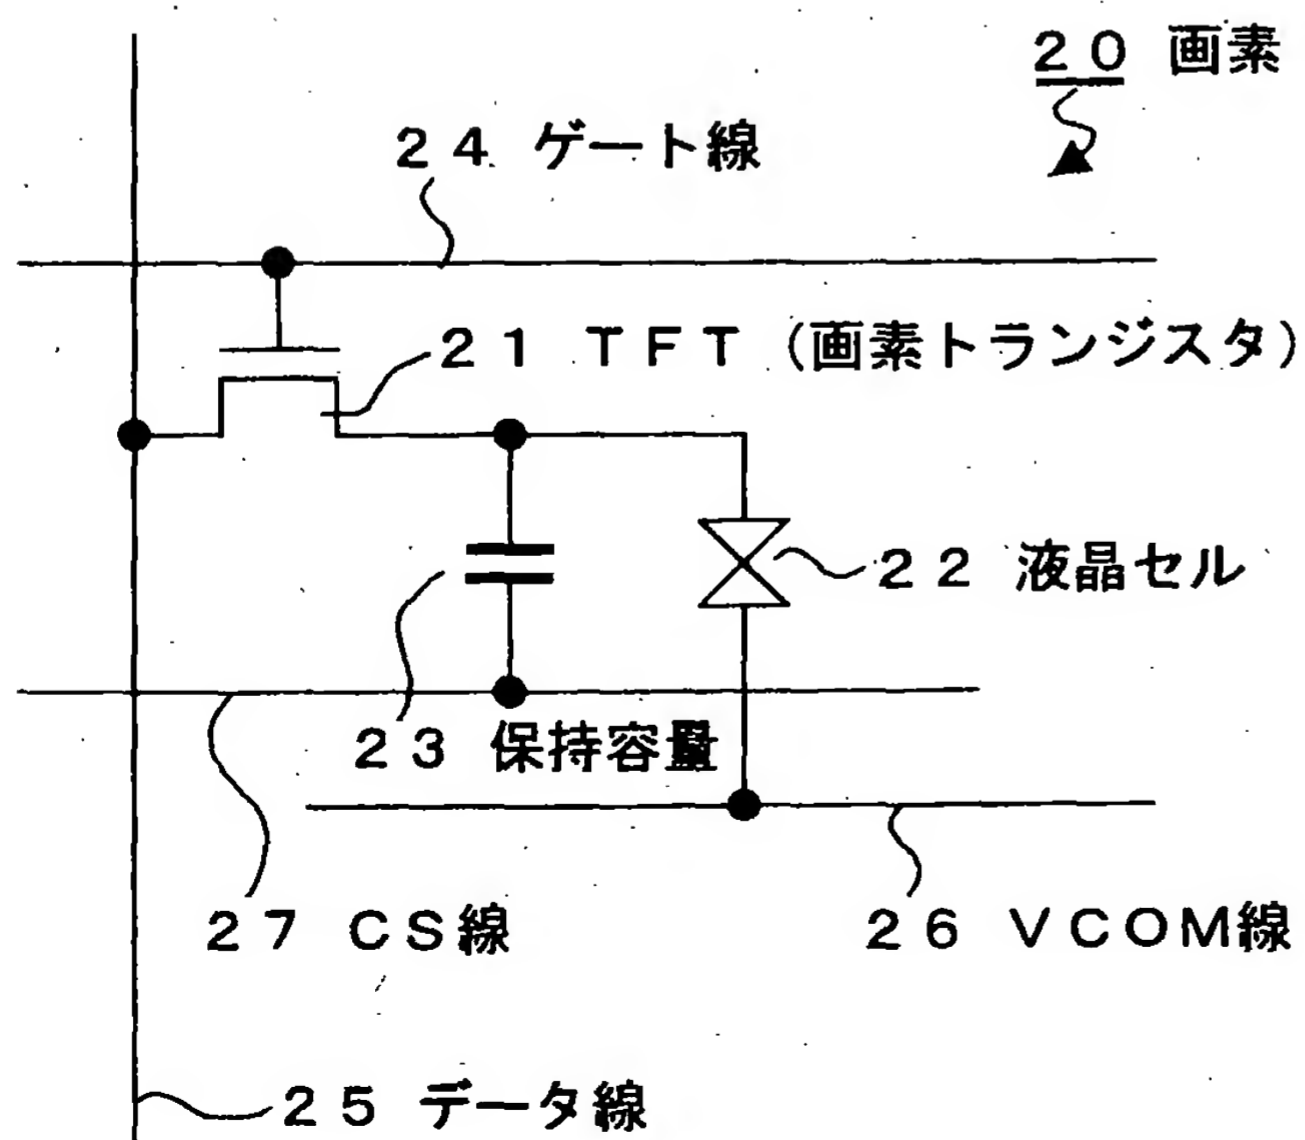 ２０ 画素
２４ ゲート線
２１ ＴＦＴ（画素トランジスタ）
２２ 液晶セル
２３ 保持容量
２７ ＣＳ線
２６ ＶＣＯＭ線
２５ データ線